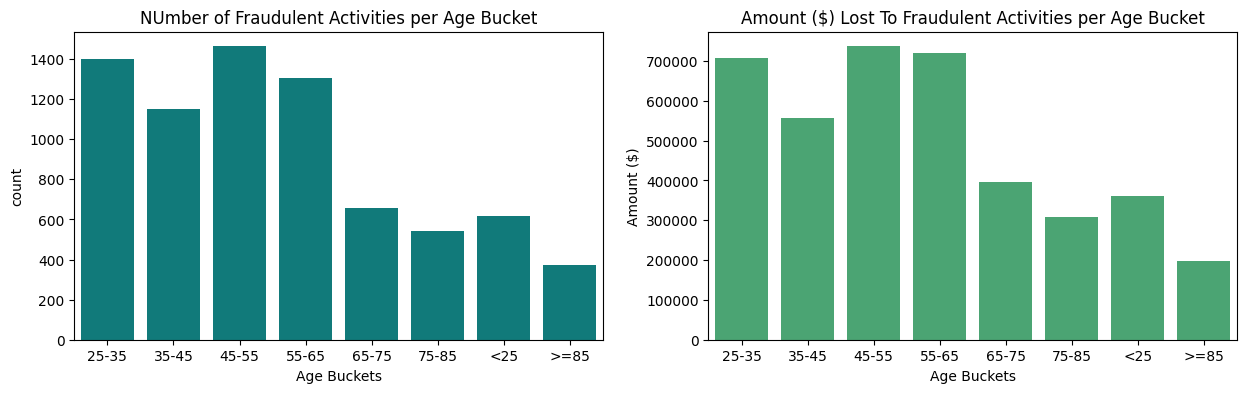 NUmber of Fraudulent Activities per Age Bucket
1400
1200
1000
800
600
400
200
0
count
25-35 35-45 45-55 55-65 65-75 75-85 <25 >=85
Age Buckets
Amount ($) Lost To Fraudulent Activities per Age Bucket
700000
600000
500000
400000
300000
200000
100000
0
Amount ($)
25-35 35-45 45-55 55-65 65-75 75-85 <25 >=85
Age Buckets